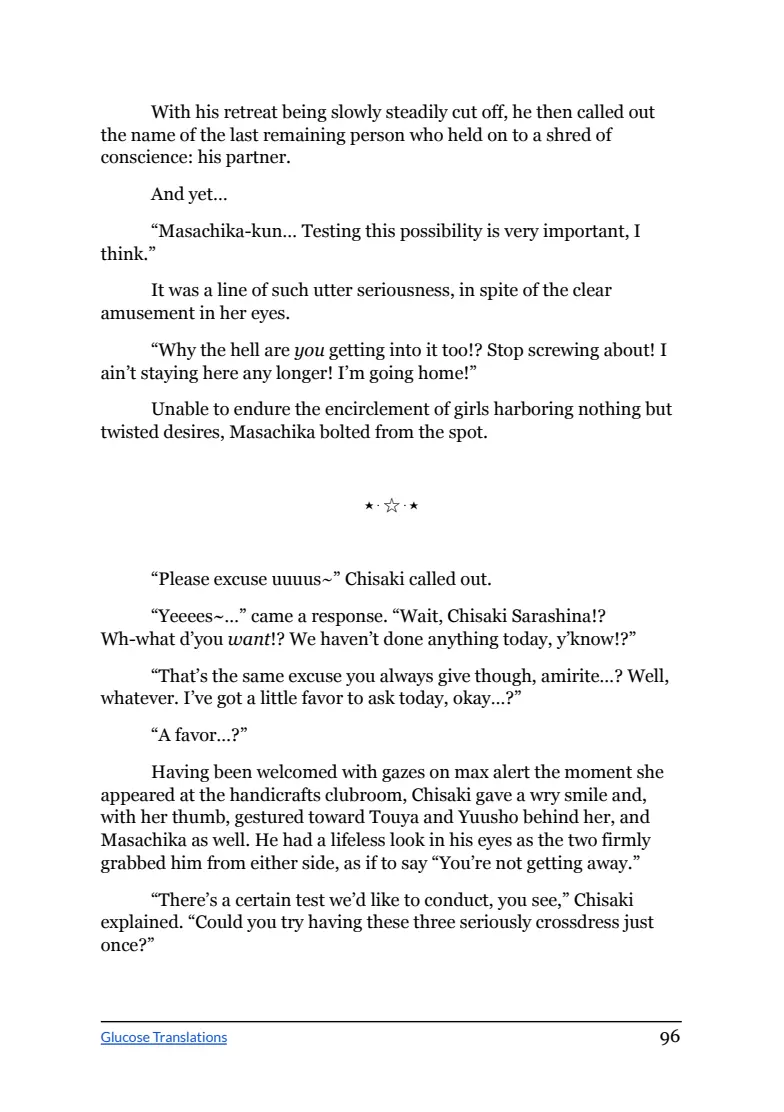 With his retreat being slowly steadily cut off, he then called out
the name of the last remaining person who held on to a shred of
conscience: his partner.
And yet…
“Masachika-kun… Testing this possibility is very important, I
think.”
It was a line of such utter seriousness, in spite of the clear
amusement in her eyes.
“Why the hell are you getting into it too!? Stop screwing about! I
ain’t staying here any longer! I’m going home!”
Unable to endure the encirclement of girls harboring nothing but
twisted desires, Masachika bolted from the spot.
★·☆·★
“Please excuse uuuus~” Chisaki called out.
“Yeeees~…” came a response. “Wait, Chisaki Sarashina!?
Wh-what d’you want!? We haven’t done anything today, y’know!?”
“That’s the same excuse you always give though, amirite…? Well,
whatever. I’ve got a little favor to ask today, okay…?”
“A favor…?”
Having been welcomed with gazes on max alert the moment she
appeared at the handicrafts clubroom, Chisaki gave a wry smile and,
with her thumb, gestured toward Touya and Yuusho behind her, and
Masachika as well. He had a lifeless look in his eyes as the two firmly
grabbed him from either side, as if to say “You’re not getting away.”
“There’s a certain test we’d like to conduct, you see,” Chisaki
explained. “Could you try having these three seriously crossdress just
once?”
Glucose Translations 96